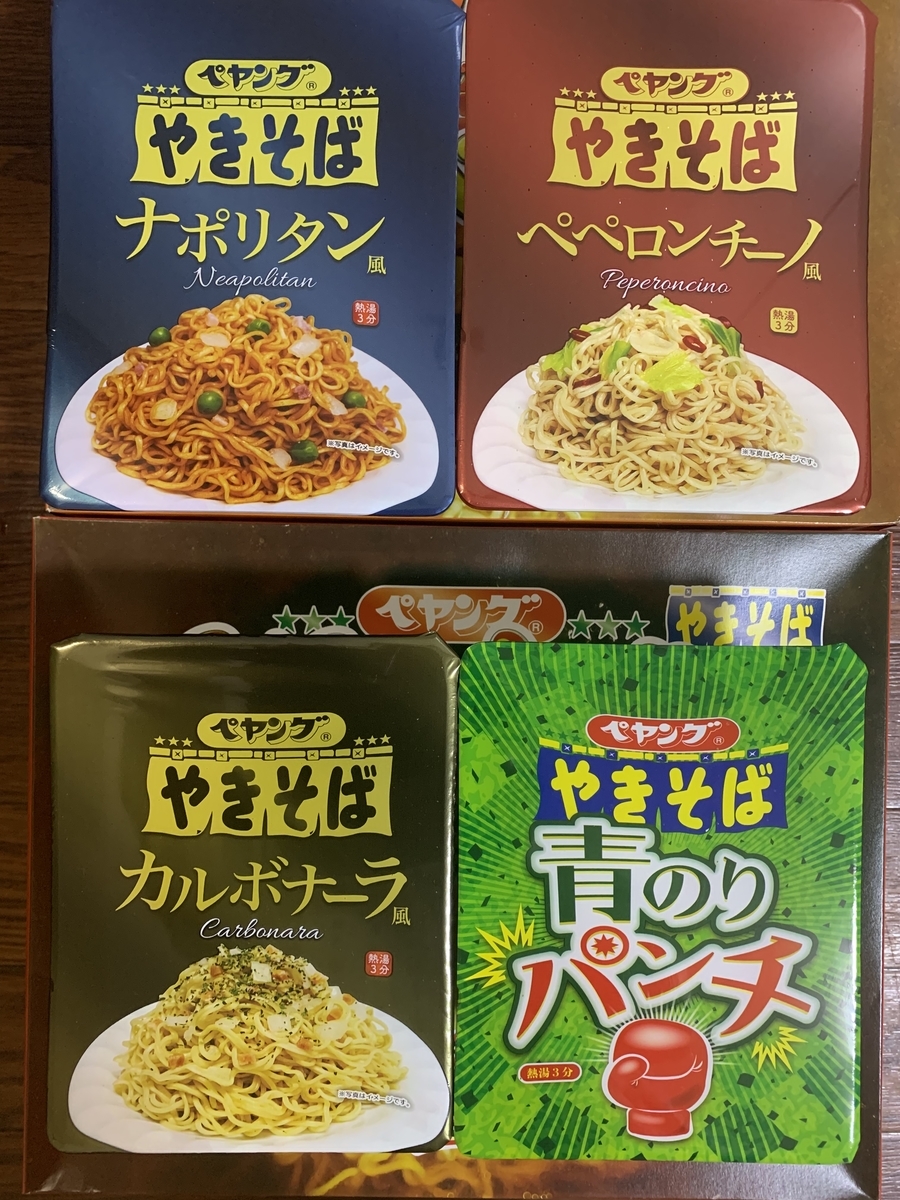 ペヤング®
やきそば
ナポリタン風
Neapolitan
熱湯
3分
※写真はイメージです。
ペヤング®
やきそば
ペペロンチーノ風
Peperoncino
熱湯
3分
※写真はイメージです。
ペヤング®
やきそば
ペヤング®
やきそば
カルボナーラ風
Carbonara
熱湯
3分
※写真はイメージです。
ペヤング®
やきそば
青のり
パンチ
熱湯3分